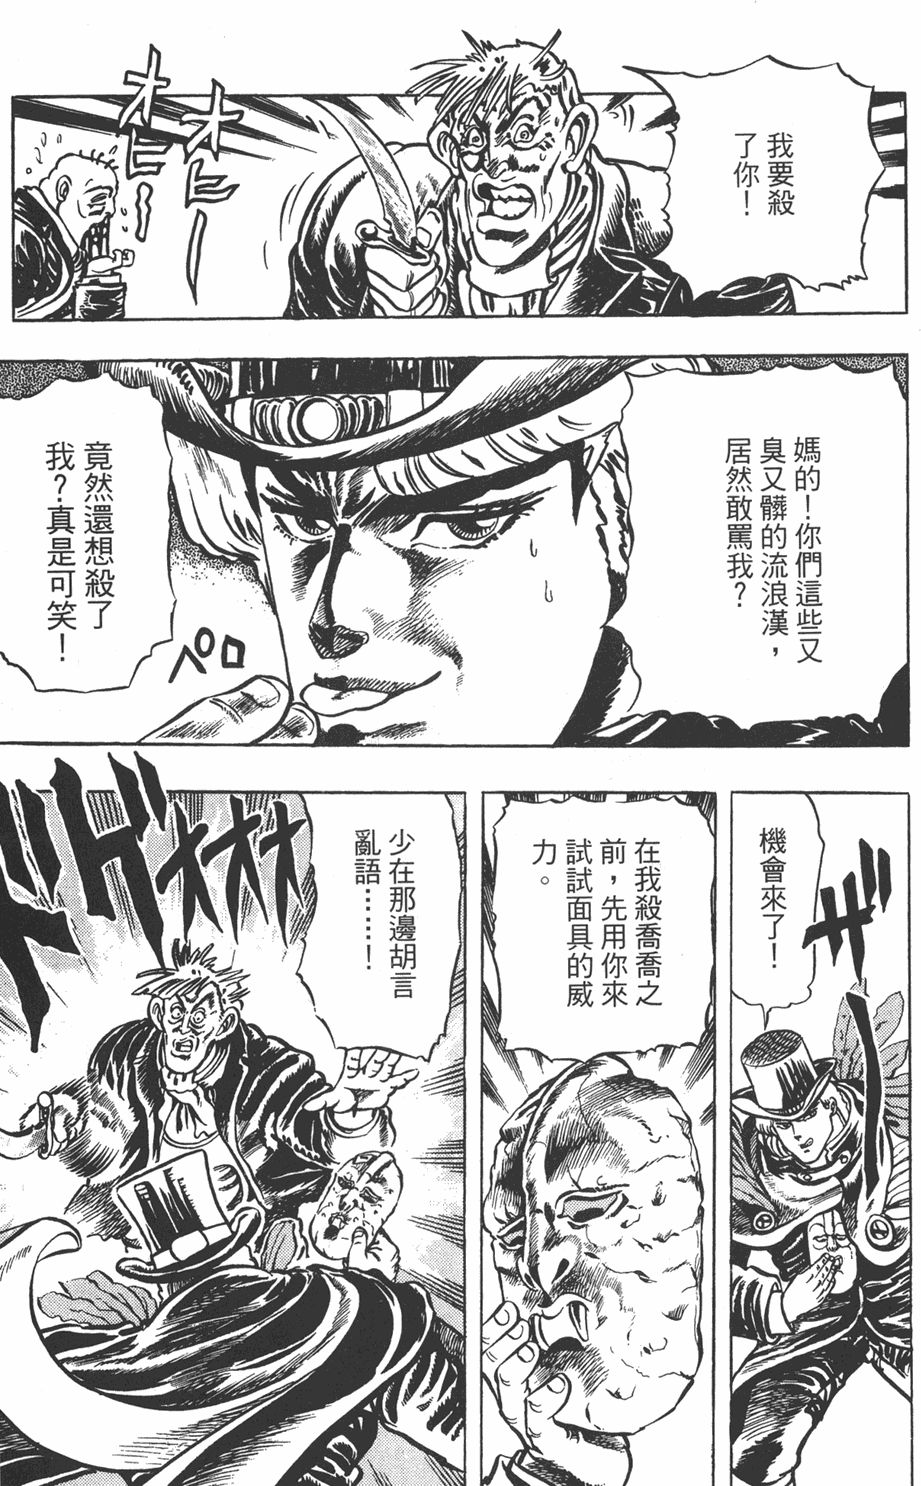 我要殺
了你！
オオ
ヒー
オオ
ヒー
媽的！你們這些又
臭又髒的流浪漢，
居然敢罵我？
竟然還想殺了
我？真是可笑！
ペロ
機會來了！
ザッ
在我殺喬喬之
前，先用你來
試試面具的威
力。
少在那邊胡言
亂語……！
オオオ
ド
ド